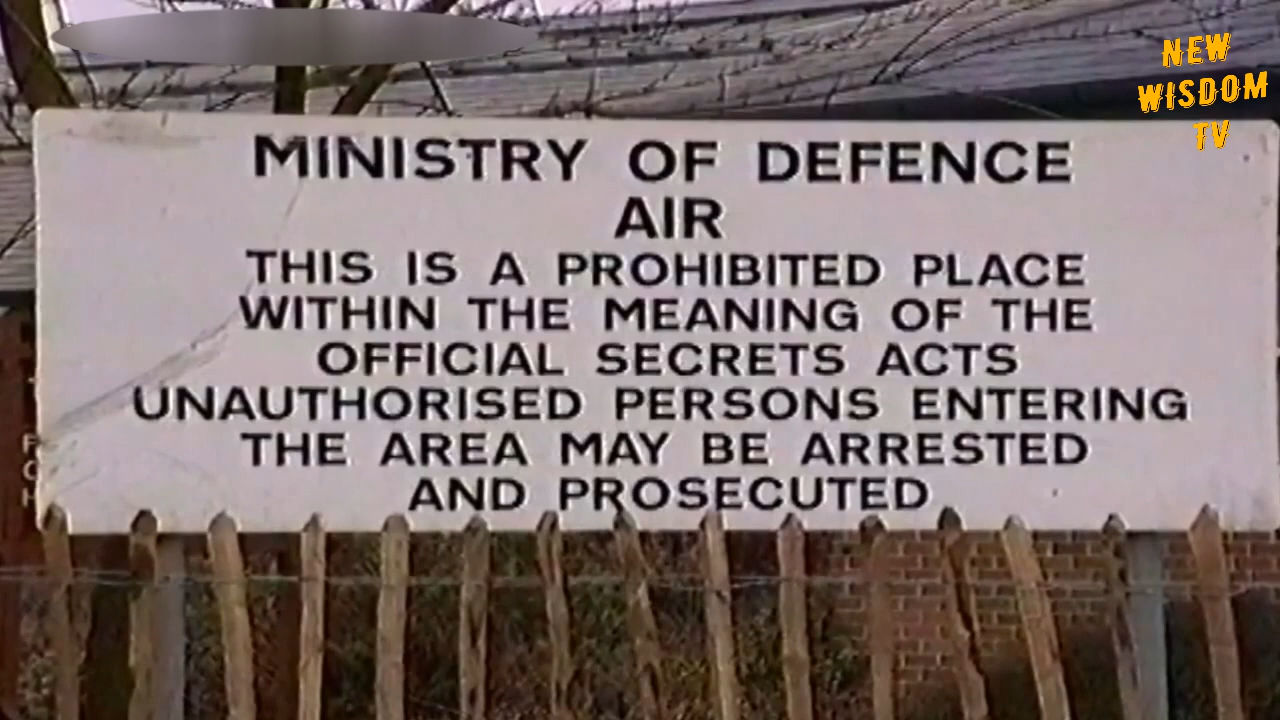 NEW
WISDOM
TV
MINISTRY OF DEFENCE
AIR
THIS IS A PROHIBITED PLACE
WITHIN THE MEANING OF THE
OFFICIAL SECRETS ACTS
UNAUTHORISED PERSONS ENTERING
THE AREA MAY BE ARRESTED
AND PROSECUTED